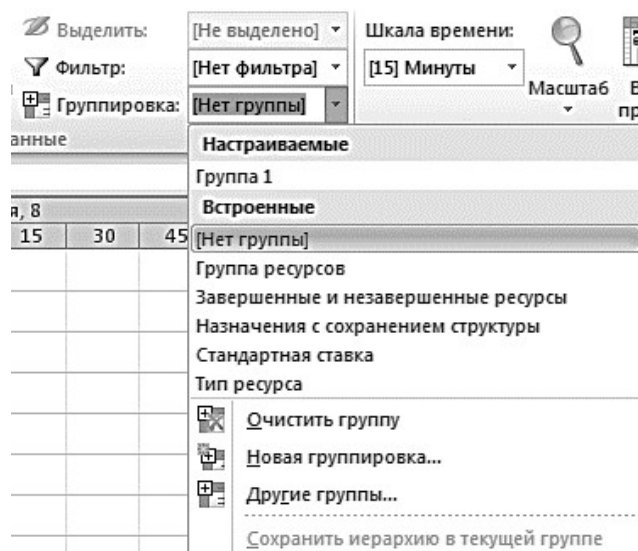 Выделить: [Не выделено]
Фильтр: [Нет фильтра]
Группировка: [Нет группы]
анные
Шкала времени:
[15] Минуты
Масштаб
В
пр
я, 8
15 30 45
Настраиваемые
Группа 1
Встроенные
[Нет группы]
Группа ресурсов
Завершенные и незавершенные ресурсы
Назначения с сохранением структуры
Стандартная ставка
Тип ресурса
Очистить группу
Новая группировка...
Другие группы...
Сохранить иерархию в текущей группе